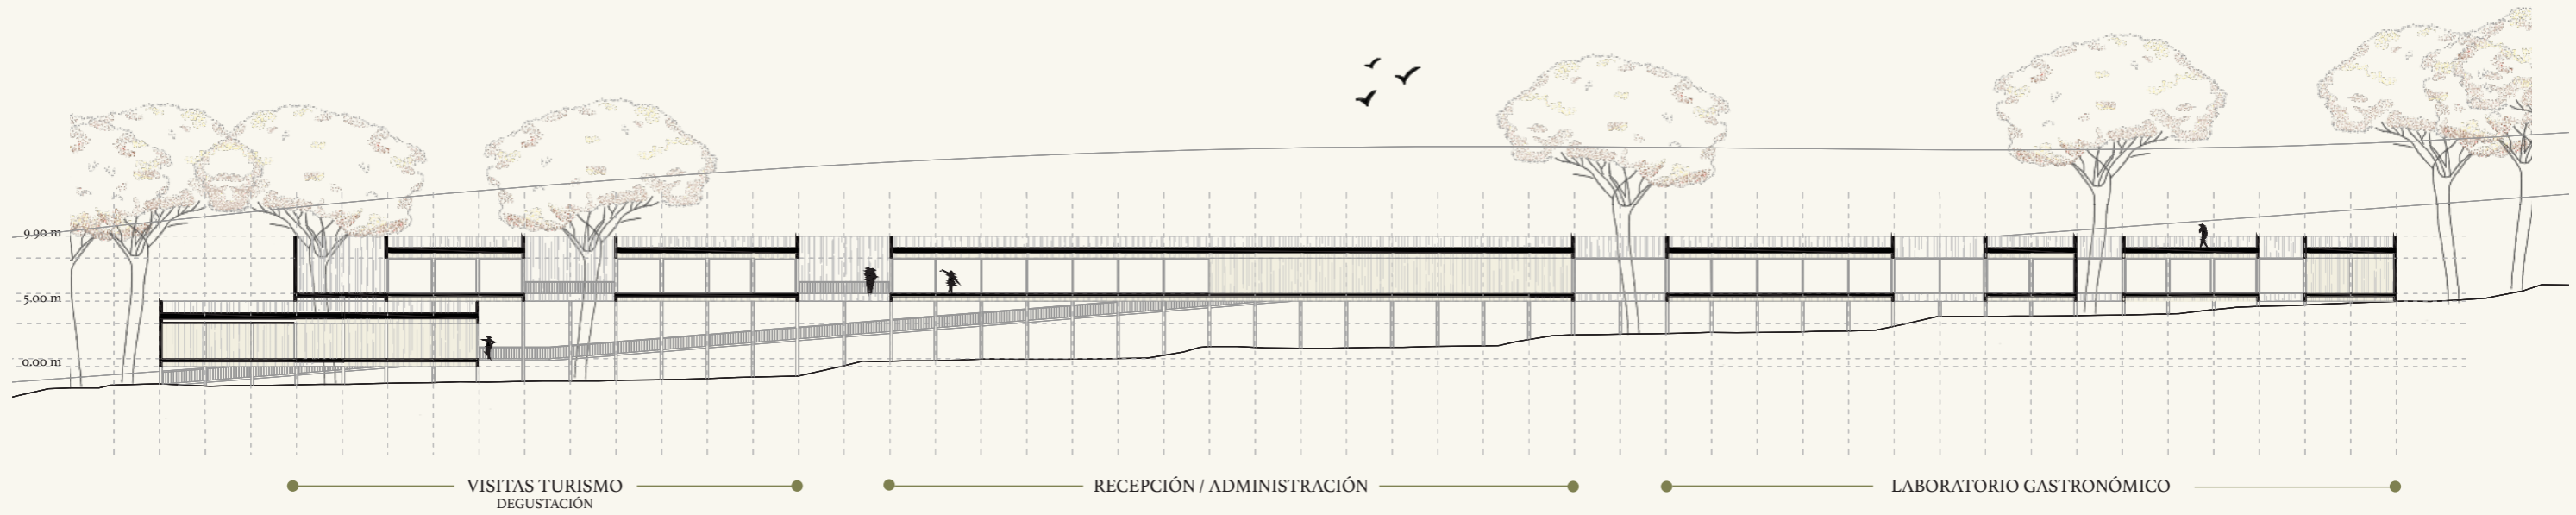 9.90 m
5.00 m
0.00 m
VISITAS TURISMO
DEGUSTACIÓN
RECEPCIÓN / ADMINISTRACIÓN
LABORATORIO GASTRONÓMICO